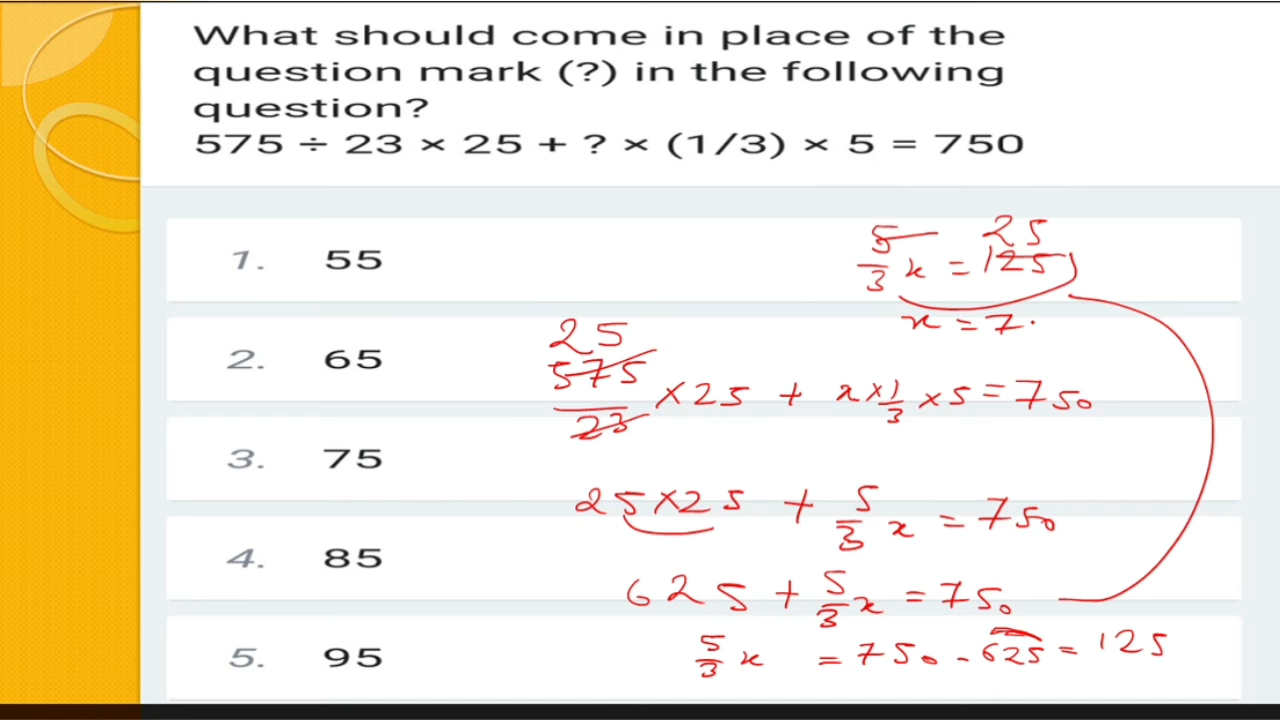 What should come in place of the
question mark (?) in the following
question?
575 ÷ 23 × 25 + ? × (1/3) × 5 = 750
1. 55
2. 65
3. 75
4. 85
5. 95
25
5/3 x = 125
x = 7.
25
575/23 × 25 + x × 1/3 × 5 = 750
25 × 25 + 5/3 x = 750
625 + 5/3 x = 750
5/3 x = 750 - 625 = 125